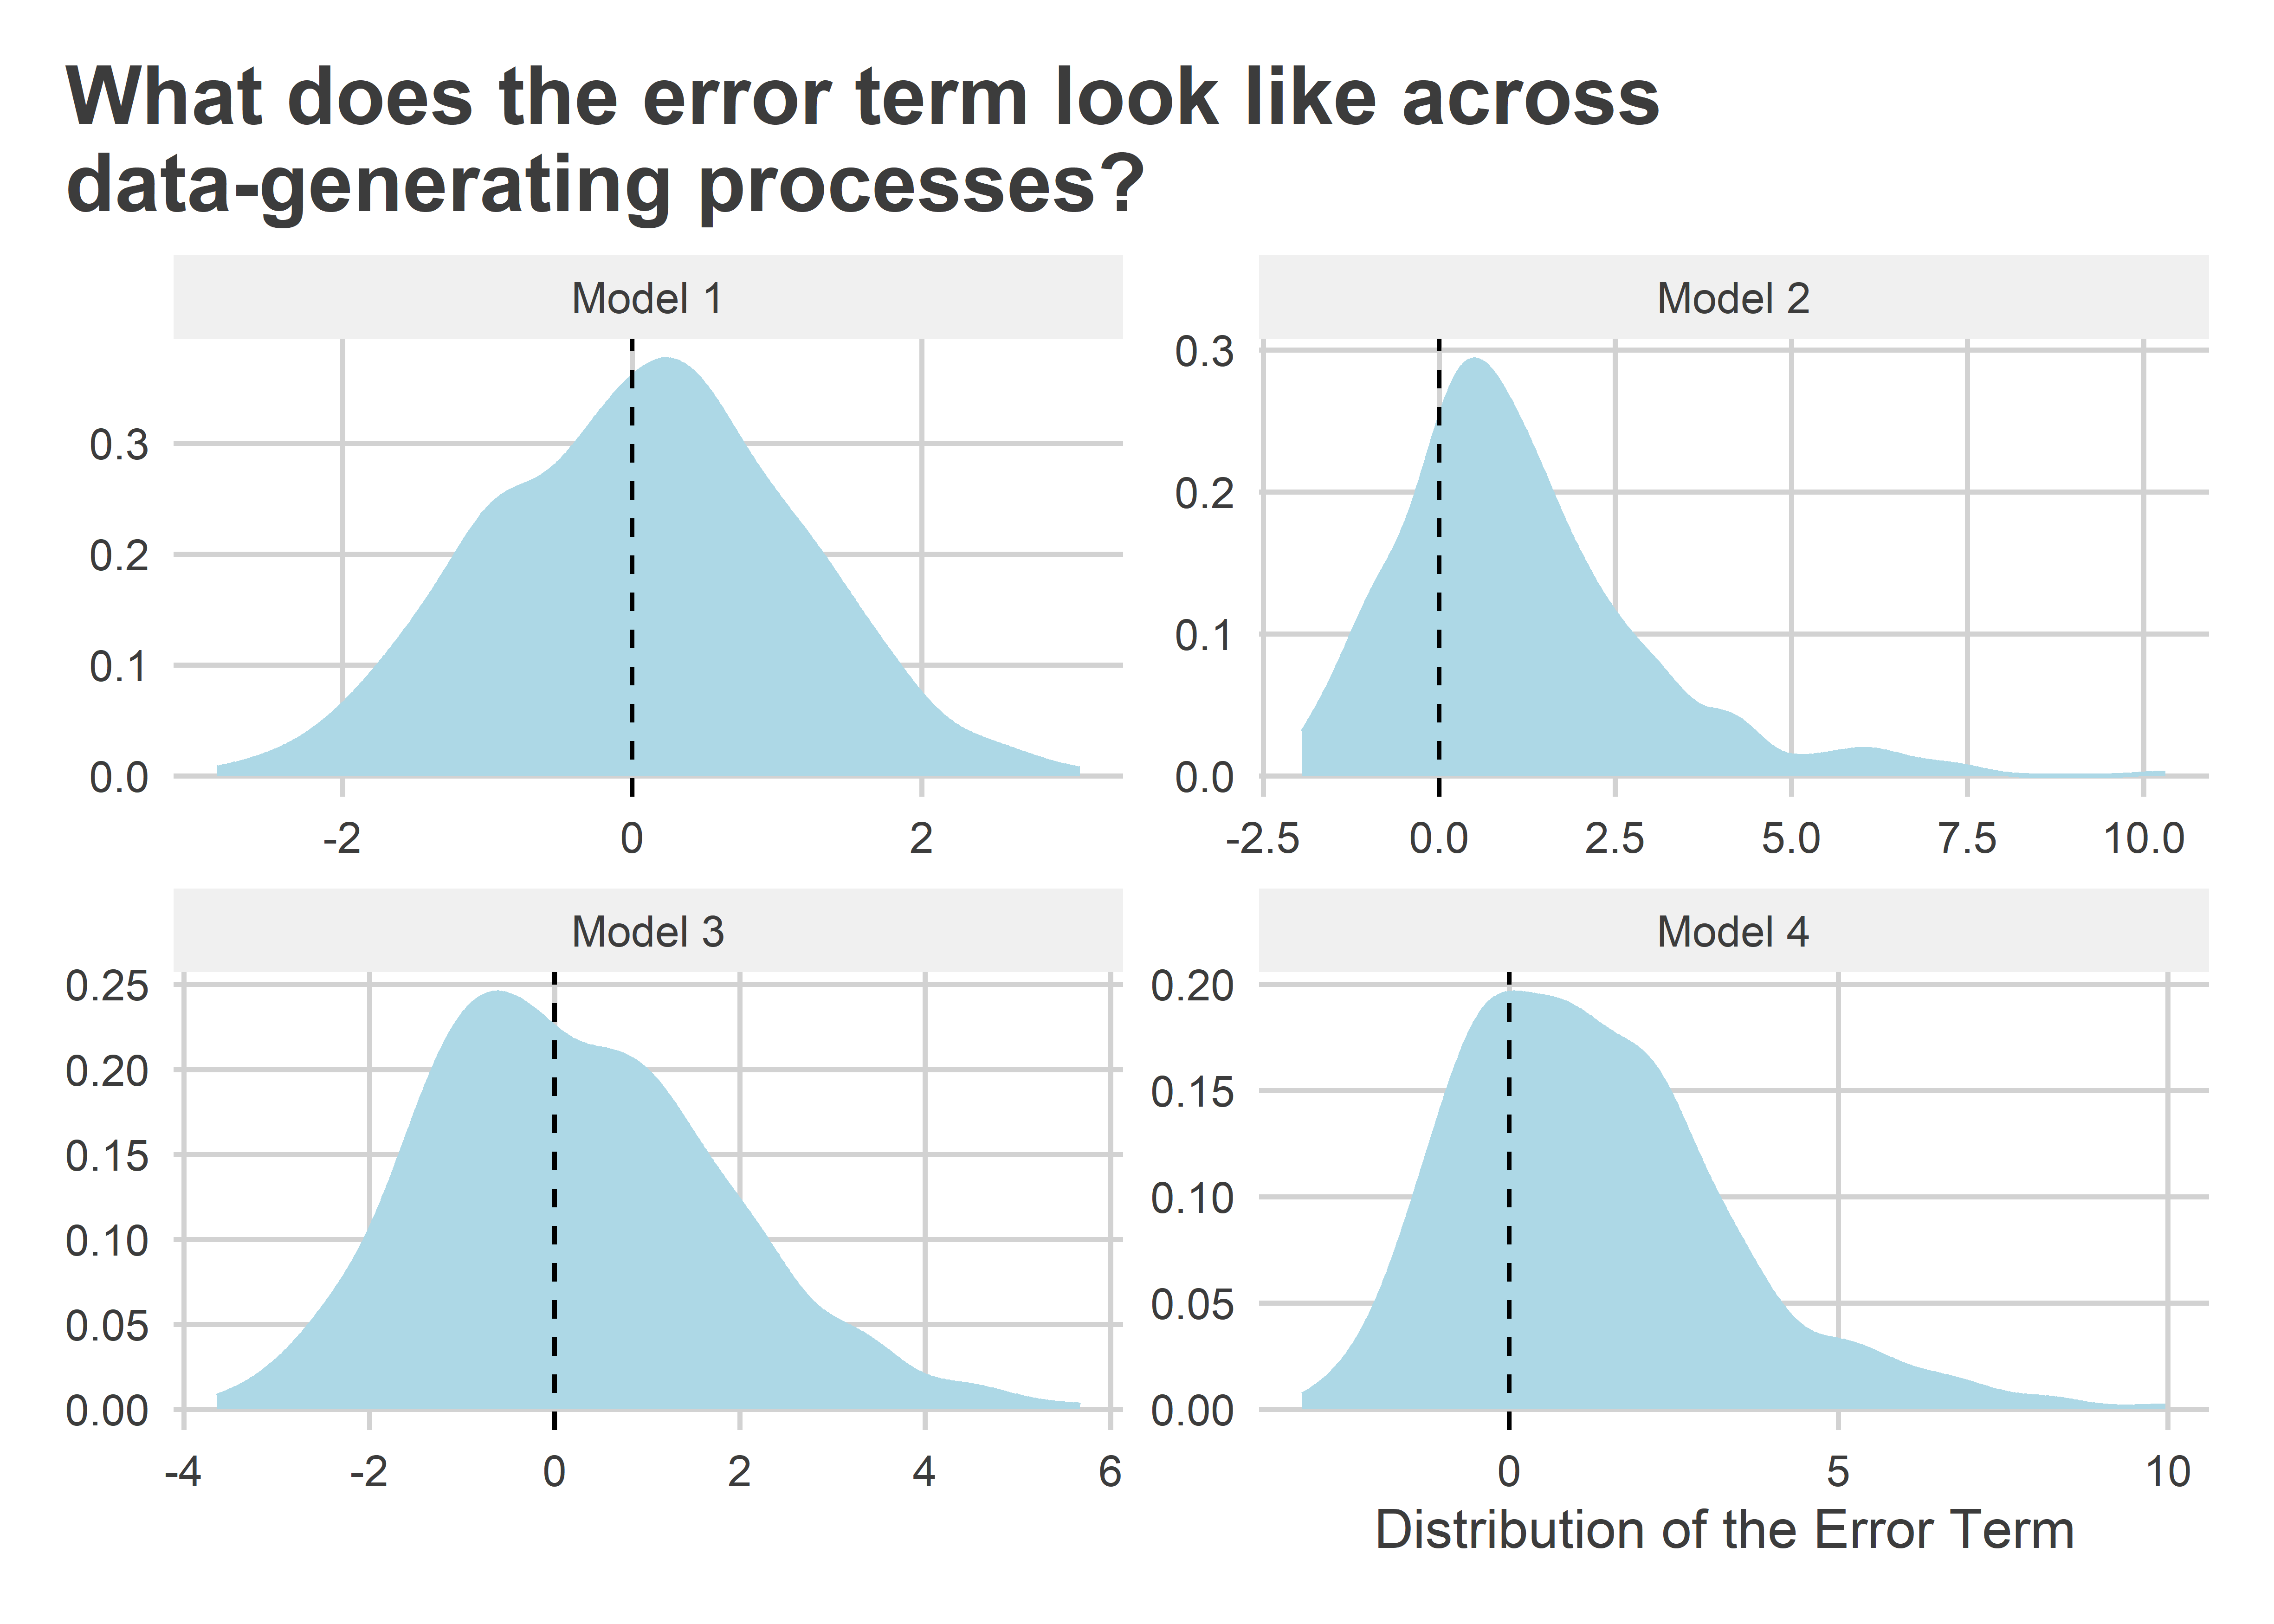 What does the error term look like across
data-generating processes?
Model 1
0.3
0.2
0.1
0.0
-2 0 2
Model 2
0.3
0.2
0.1
0.0
-2.5 0.0 2.5 5.0 7.5 10.0
Model 3
0.25
0.20
0.15
0.10
0.05
0.00
-4 -2 0 2 4 6
Model 4
0.20
0.15
0.10
0.05
0.00
0 5 10
Distribution of the Error Term